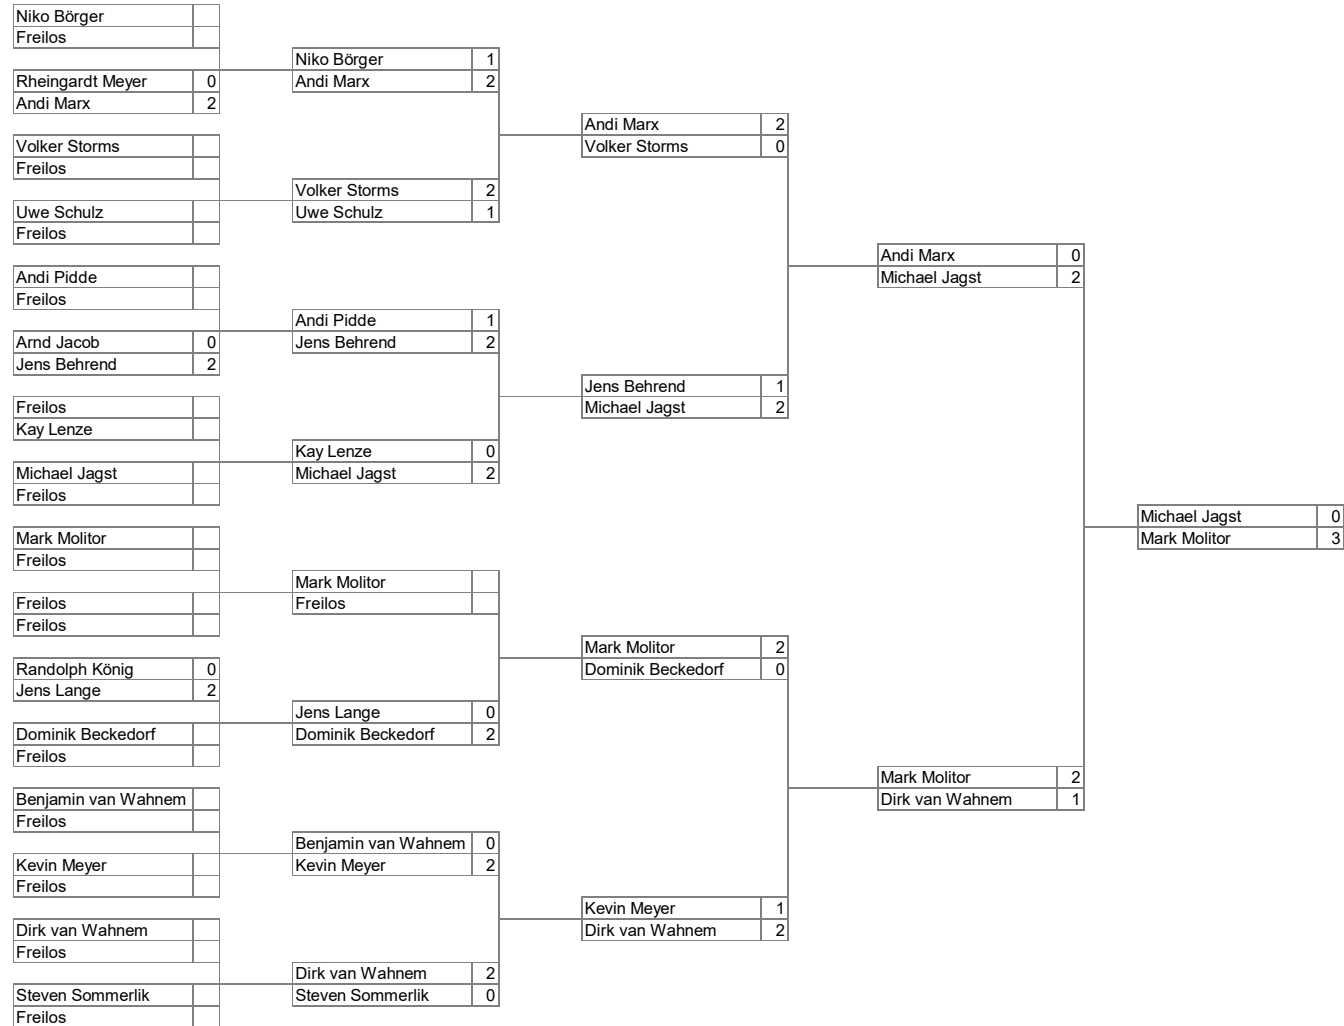 Niko Börger
Freilos
Rheingardt Meyer 0
Andi Marx 2
Volker Storms
Freilos
Uwe Schulz
Freilos
Andi Pidde
Freilos
Arnd Jacob 0
Jens Behrend 2
Freilos
Kay Lenze
Michael Jagst
Freilos
Mark Molitor
Freilos
Freilos
Freilos
Randolph König 0
Jens Lange 2
Dominik Beckedorf
Freilos
Benjamin van Wahnem
Freilos
Kevin Meyer
Freilos
Dirk van Wahnem
Freilos
Steven Sommerlik
Freilos
Niko Börger 1
Andi Marx 2
Volker Storms 2
Uwe Schulz 1
Andi Pidde 1
Jens Behrend 2
Kay Lenze 0
Michael Jagst 2
Mark Molitor
Freilos
Jens Lange 0
Dominik Beckedorf 2
Benjamin van Wahnem 0
Kevin Meyer 2
Dirk van Wahnem 2
Steven Sommerlik 0
Andi Marx 2
Volker Storms 0
Jens Behrend 1
Michael Jagst 2
Mark Molitor 2
Dominik Beckedorf 0
Kevin Meyer 1
Dirk van Wahnem 2
Andi Marx 0
Michael Jagst 2
Mark Molitor 2
Dirk van Wahnem 1
Michael Jagst 0
Mark Molitor 3